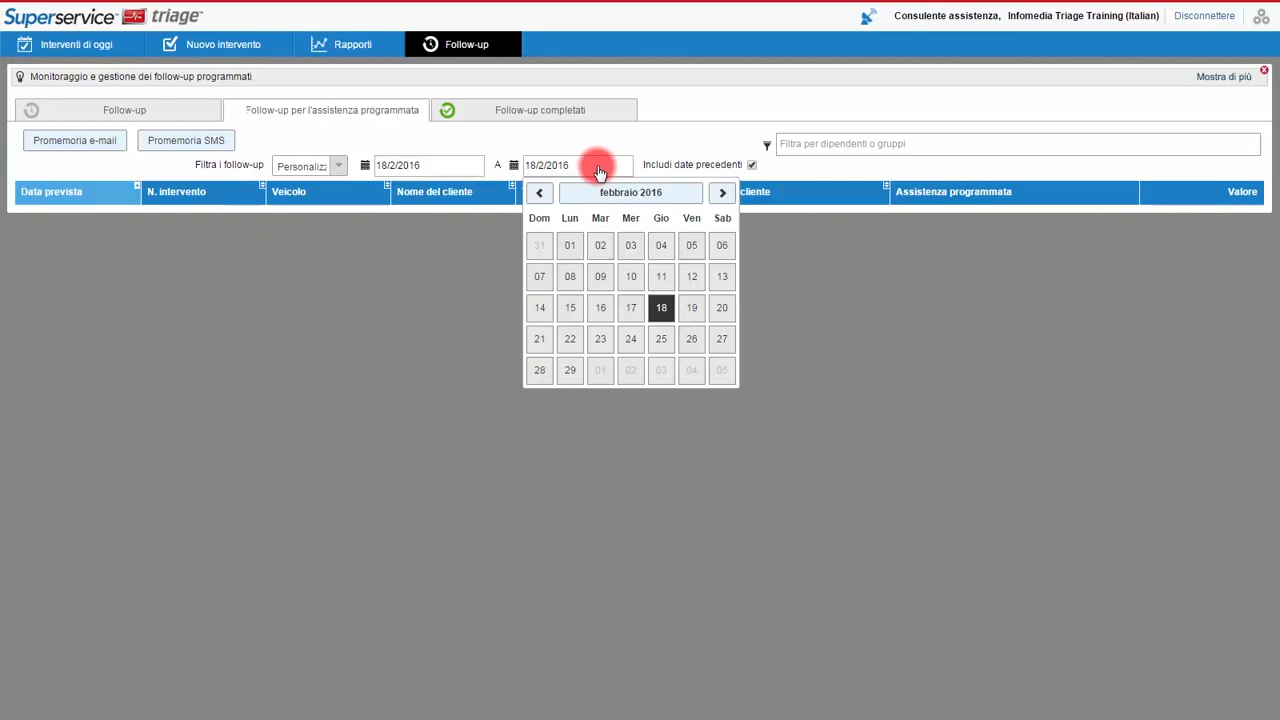 Superservice™ triage™
Consulente assistenza, Infomedia Triage Training (Italian) Disconnettere
Interventi di oggi Nuovo intervento Rapporti Follow-up
Monitoraggio e gestione dei follow-up programmati Mostra di più
Follow-up Follow-up per l'assistenza programmata Follow-up completati
Promemoria e-mail Promemoria SMS Filtra per dipendenti o gruppi
Filtra i follow-up 18/2/2016 A 18/2/2016 Includi date precedenti
Data prevista N. intervento Veicolo Nome del cliente cliente Assistenza programmata Valore
febbraio 2016
Dom Lun Mar Mer Gio Ven Sab
31 01 02 03 04 05 06
07 08 09 10 11 12 13
14 15 16 17 18 19 20
21 22 23 24 25 26 27
28 29 01 02 03 04 05